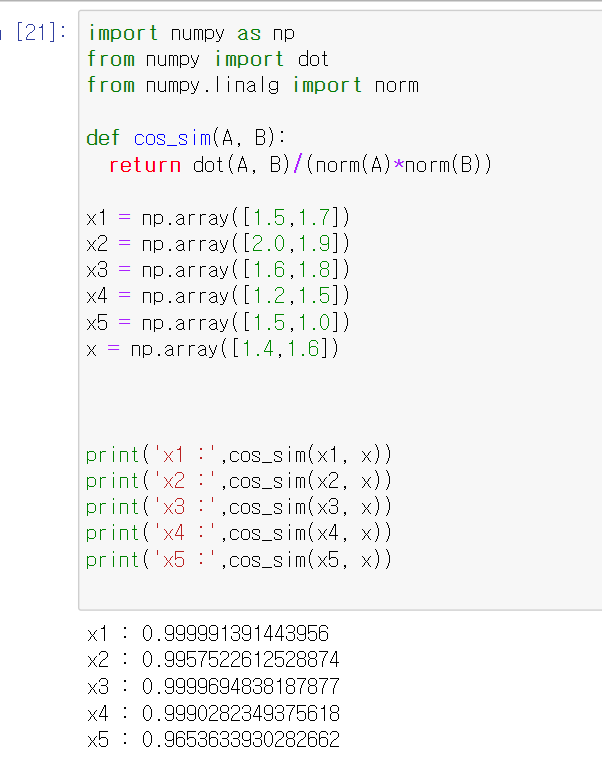 [21]:
import numpy as np
from numpy import dot
from numpy.linalg import norm
def cos_sim(A, B):
return dot(A, B)/(norm(A)*norm(B))
x1 = np.array([1.5,1.7])
x2 = np.array([2.0,1.9])
x3 = np.array([1.6,1.8])
x4 = np.array([1.2,1.5])
x5 = np.array([1.5,1.0])
x = np.array([1.4,1.6])
print('x1 :',cos_sim(x1, x))
print('x2 :',cos_sim(x2, x))
print('x3 :',cos_sim(x3, x))
print('x4 :',cos_sim(x4, x))
print('x5 :',cos_sim(x5, x))
x1 : 0.999991391443956
x2 : 0.9957522612528874
x3 : 0.9999694838187877
x4 : 0.9990282349375618
x5 : 0.9653633930282662